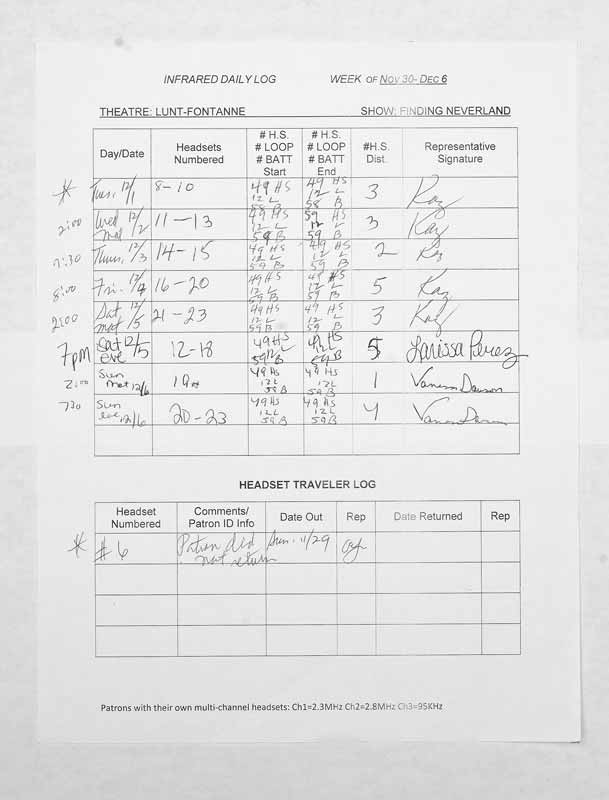 INFRARED DAILY LOG WEEK OF NOV 30- DEC 6
THEATRE: LUNT-FONTANNE SHOW: FINDING NEVERLAND
Day/Date Headsets Numbered # H.S. # LOOP # BATT Start # H.S. # LOOP # BATT End #H.S. Dist. Representative Signature
* Tues, 12/1 8-10 49 HS 12 L 58 B 49 HS 12 L 58 B 3 Kaz
2:00 Wed mat 12/2 11-13 49 HS 12 L 59 B 59 HS 12 L 59 B 3 Kaz
7:30 Thurs, 12/3 14-15 49 HS 12 L 59 B 49 HS 12 L 59 B 2 Kaz
8:00 Fri. 12/4 16-20 49 HS 12 L 59 B 49 HS 12 L 59 B 5 Kaz
2:00 Sat mat 12/5 21-23 49 HS 12 L 59 B 49 HS 12 L 59 B 3 Kaz
7pm Sat 12/5 eve 12-18 49 HS 12 L 59 B 49 HS 12 L 59 B 5 Larissa Perez
2:00 Sun Mat 12/6 19 49 HS 12 L 59 B 49 HS 12 L 59 B 1 Vanessa Dawson
730 Sun eve 12/6 20-23 49 HS 12 L 59 B 49 HS 12 L 59 B 4
HEADSET TRAVELER LOG
Headset Numbered Comments/ Patron ID Info Date Out Rep Date Returned Rep
* # 6 Patron did not return Sun. 11/29
Patrons with their own multi-channel headsets: Ch1=2.3MHz Ch2=2.8MHz Ch3=95KHz